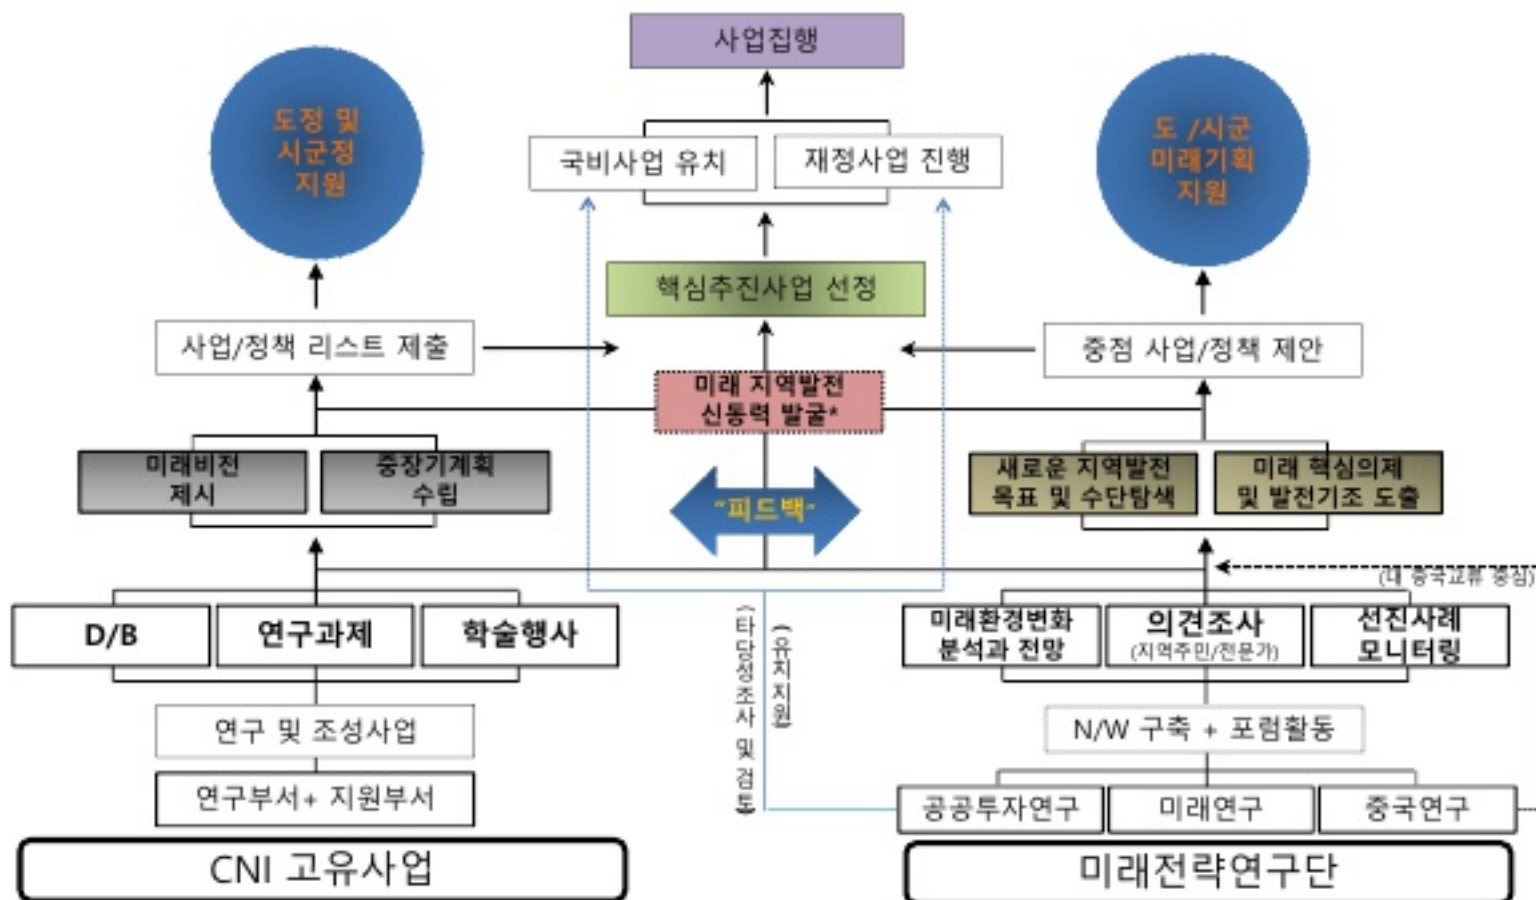 사업집행
도정 및
시군정
지원
도 /시군
미래기획
지원
국비사업 유치
재정사업 진행
핵심추진사업 선정
사업/정책 리스트 제출
중점 사업/정책 제안
미래 지역발전
신동력 발굴*
미래비전
제시
중장기계획
수립
새로운 지역발전
목표 및 수단탐색
미래 핵심의제
및 발전기조 도출
"피드백"
(대 중국교류 중심)
D/B
연구과제
학술행사
미래환경변화
분석과 전망
의견조사
(지역주민/전문가)
선진사례
모니터링
(타당성조사 및 검토)
(유치지원)
연구 및 조성사업
N/W 구축 + 포럼활동
연구부서+ 지원부서
공공투자연구
미래연구
중국연구
CNI 고유사업
미래전략연구단